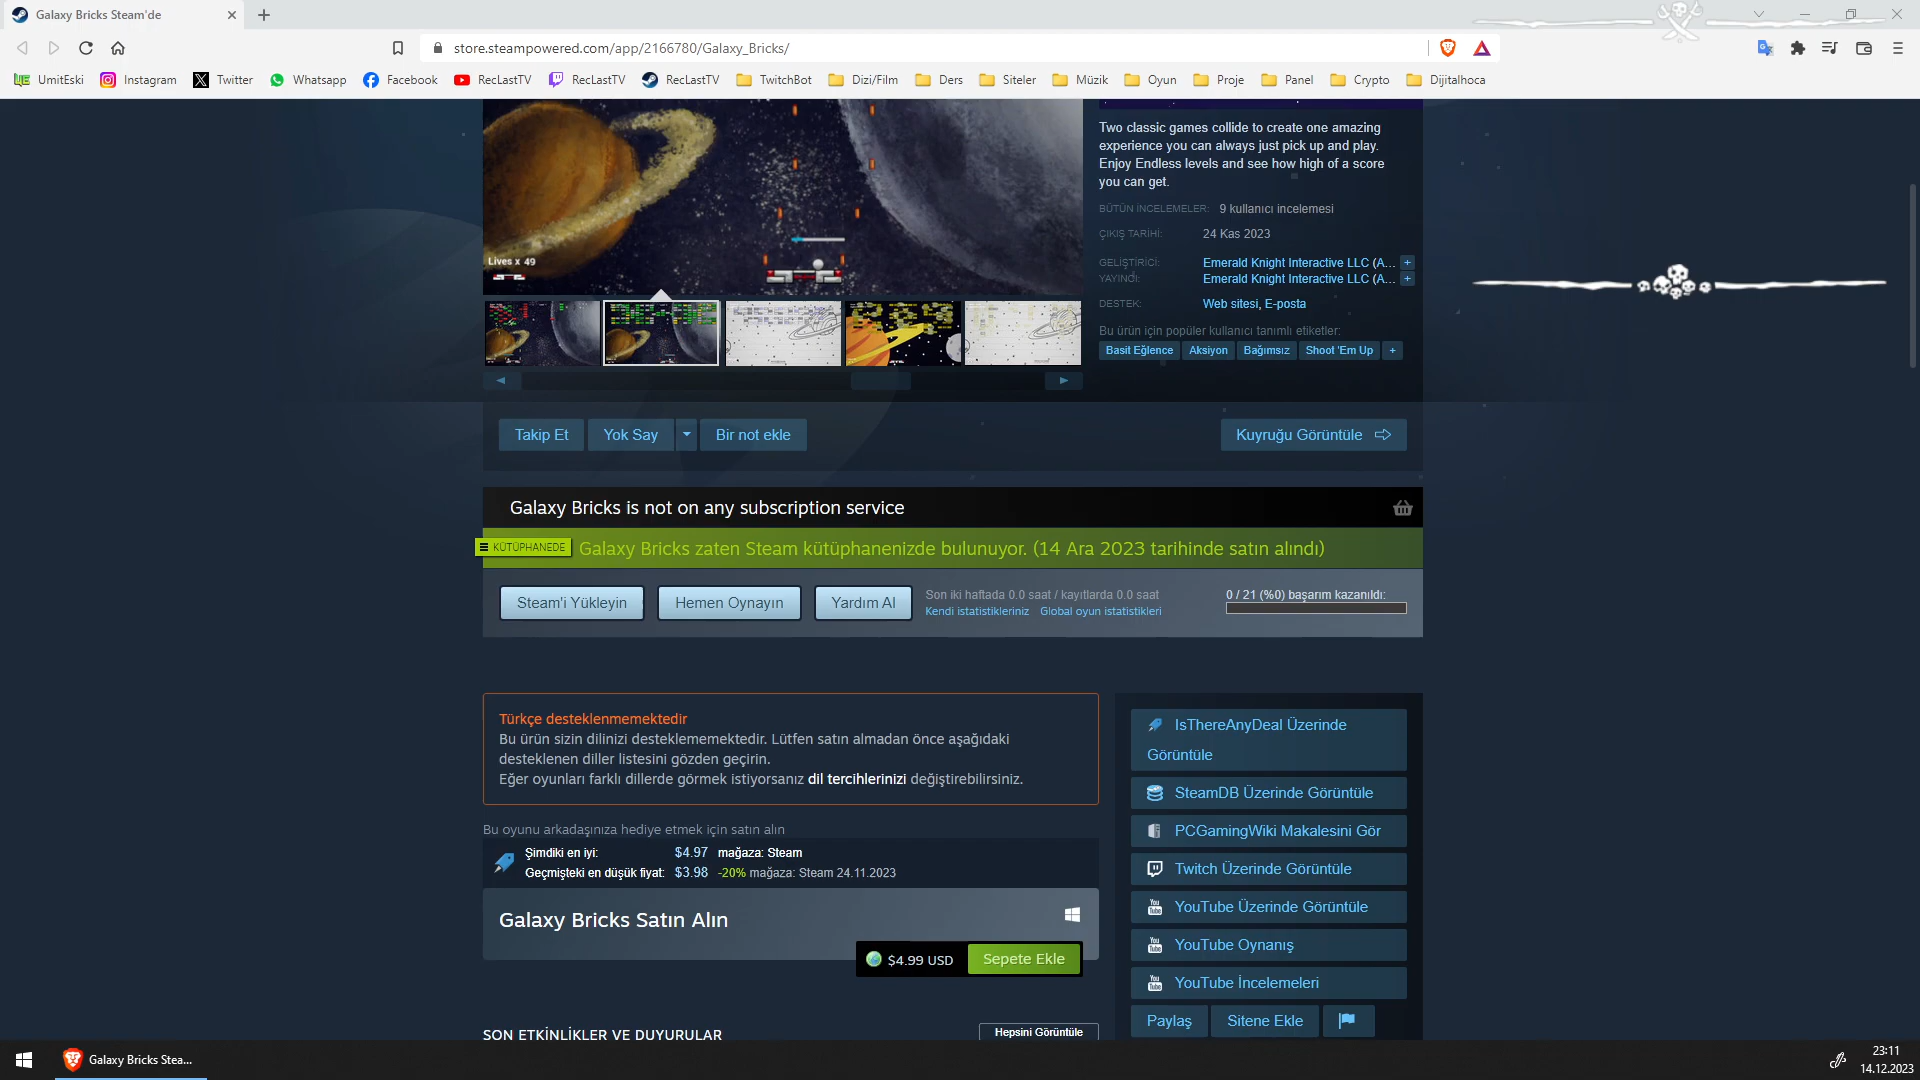 Galaxy Bricks Steam'de
store.steampowered.com/app/2166780/Galaxy_Bricks/
UmitEski Instagram Twitter Whatsapp Facebook RecLastTV RecLastTV RecLastTV TwitchBot Dizi/Film Ders Siteler Müzik Oyun Proje Panel Crypto Dijitalhoca
Lives x 49
Two classic games collide to create one amazing
experience you can always just pick up and play.
Enjoy Endless levels and see how high of a score
you can get.
BÜTÜN İNCELEMELER: 9 kullanıcı incelemesi
ÇIKIŞ TARİHİ: 24 Kas 2023
GELİŞTİRİCİ: Emerald Knight Interactive LLC (A... +
YAYINCI: Emerald Knight Interactive LLC (A... +
DESTEK: Web sitesi, E-posta
Bu ürün için popüler kullanıcı tanımlı etiketler:
Basit Eğlence Aksiyon Bağımsız Shoot 'Em Up +
Takip Et Yok Say Bir not ekle Kuyruğu Görüntüle
Galaxy Bricks is not on any subscription service
KÜTÜPHANEDE Galaxy Bricks zaten Steam kütüphanenizde bulunuyor. (14 Ara 2023 tarihinde satın alındı)
Steam'i Yükleyin Hemen Oynayın Yardım Al
Son iki haftada 0.0 saat / kayıtlarda 0.0 saat
Kendi istatistikleriniz Global oyun istatistikleri
0 / 21 (%0) başarım kazanıldı:
Türkçe desteklenmemektedir
Bu ürün sizin dilinizi desteklememektedir. Lütfen satın almadan önce aşağıdaki
desteklenen diller listesini gözden geçirin.
Eğer oyunları farklı dillerde görmek istiyorsanız dil tercihlerinizi değiştirebilirsiniz.
Bu oyunu arkadaşınıza hediye etmek için satın alın
Şimdiki en iyi: $4.97 mağaza: Steam
Geçmişteki en düşük fiyat: $3.98 -20% mağaza: Steam 24.11.2023
Galaxy Bricks Satın Alın
$4.99 USD Sepete Ekle
SON ETKİNLİKLER VE DUYURULAR Hepsini Görüntüle
IsThereAnyDeal Üzerinde
Görüntüle
SteamDB Üzerinde Görüntüle
PCGamingWiki Makalesini Gör
Twitch Üzerinde Görüntüle
YouTube Üzerinde Görüntüle
YouTube Oynanış
YouTube İncelemeleri
Paylaş Sitene Ekle
Galaxy Bricks Stea...
23:11
14.12.2023